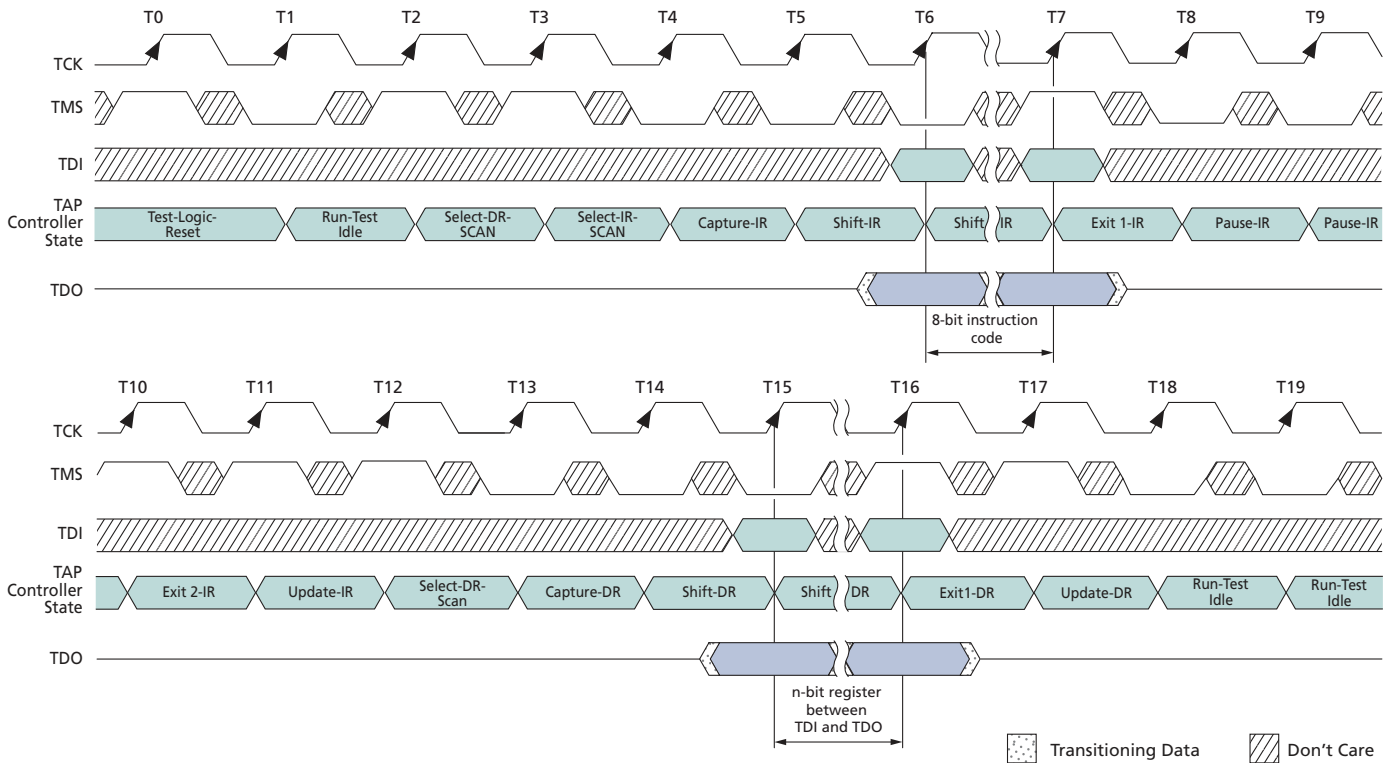 T0 T1 T2 T3 T4 T5 T6 T7 T8 T9
TCK
TMS
TDI
TAP
Controller
State
Test-Logic-
Reset
Run-Test
Idle
Select-DR-
SCAN
Select-IR-
SCAN
Capture-IR
Shift-IR
Shift IR
Exit 1-IR
Pause-IR
Pause-IR
TDO
8-bit instruction
code
T10 T11 T12 T13 T14 T15 T16 T17 T18 T19
TCK
TMS
TDI
TAP
Controller
State
Exit 2-IR
Update-IR
Select-DR-
Scan
Capture-DR
Shift-DR
Shift DR
Exit1-DR
Update-DR
Run-Test
Idle
Run-Test
Idle
TDO
n-bit register
between
TDI and TDO
Transitioning Data
Don't Care